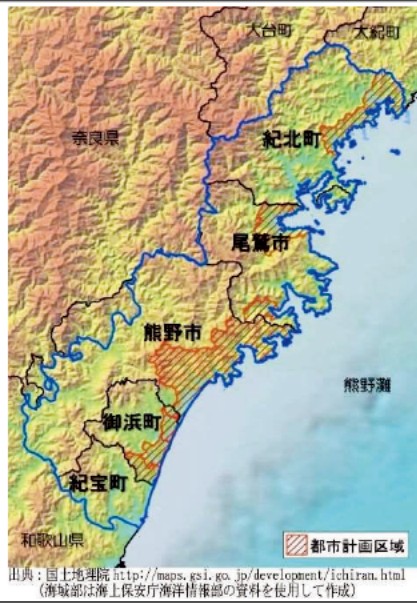 大台町
大紀町
奈良県
紀北町
尾鷲市
熊野市
熊野灘
御浜町
紀宝町
和歌山県
都市計画区域
出典:国土地理院 http://maps.gsi.go.jp/development/ichiran.html
(海域部は海上保安庁海洋情報部の資料を使用して作成)